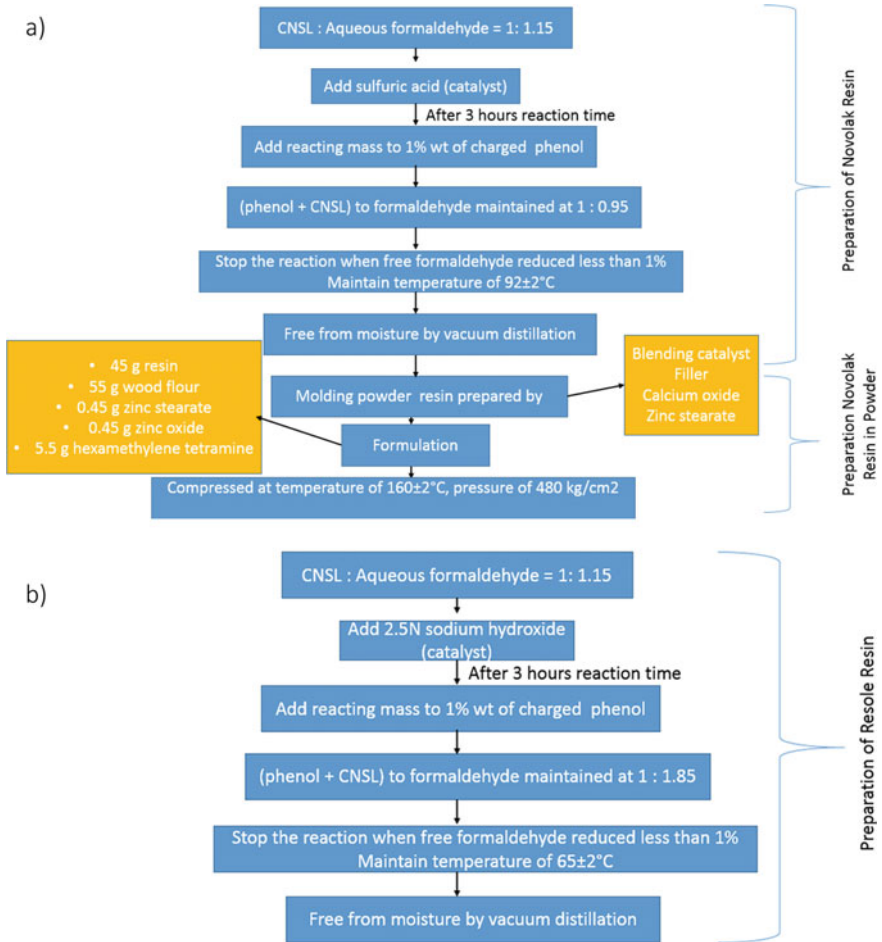 a)
CNSL : Aqueous formaldehyde = 1: 1.15
Add sulfuric acid (catalyst)
After 3 hours reaction time
Add reacting mass to 1% wt of charged phenol
(phenol + CNSL) to formaldehyde maintained at 1 : 0.95
Stop the reaction when free formaldehyde reduced less than 1%
Maintain temperature of 92±2°C
Free from moisture by vacuum distillation
Preparation of Novolak Resin
• 45 g resin
• 55 g wood flour
• 0.45 g zinc stearate
• 0.45 g zinc oxide
• 5.5 g hexamethylene tetramine
Molding powder resin prepared by
Blending catalyst
Filler
Calcium oxide
Zinc stearate
Formulation
Compressed at temperature of 160±2°C, pressure of 480 kg/cm2
Preparation Novolak
Resin in Powder
b)
CNSL : Aqueous formaldehyde = 1: 1.15
Add 2.5N sodium hydroxide
(catalyst)
After 3 hours reaction time
Add reacting mass to 1% wt of charged phenol
(phenol + CNSL) to formaldehyde maintained at 1 : 1.85
Stop the reaction when free formaldehyde reduced less than 1%
Maintain temperature of 65±2°C
Free from moisture by vacuum distillation
Preparation of Resole Resin